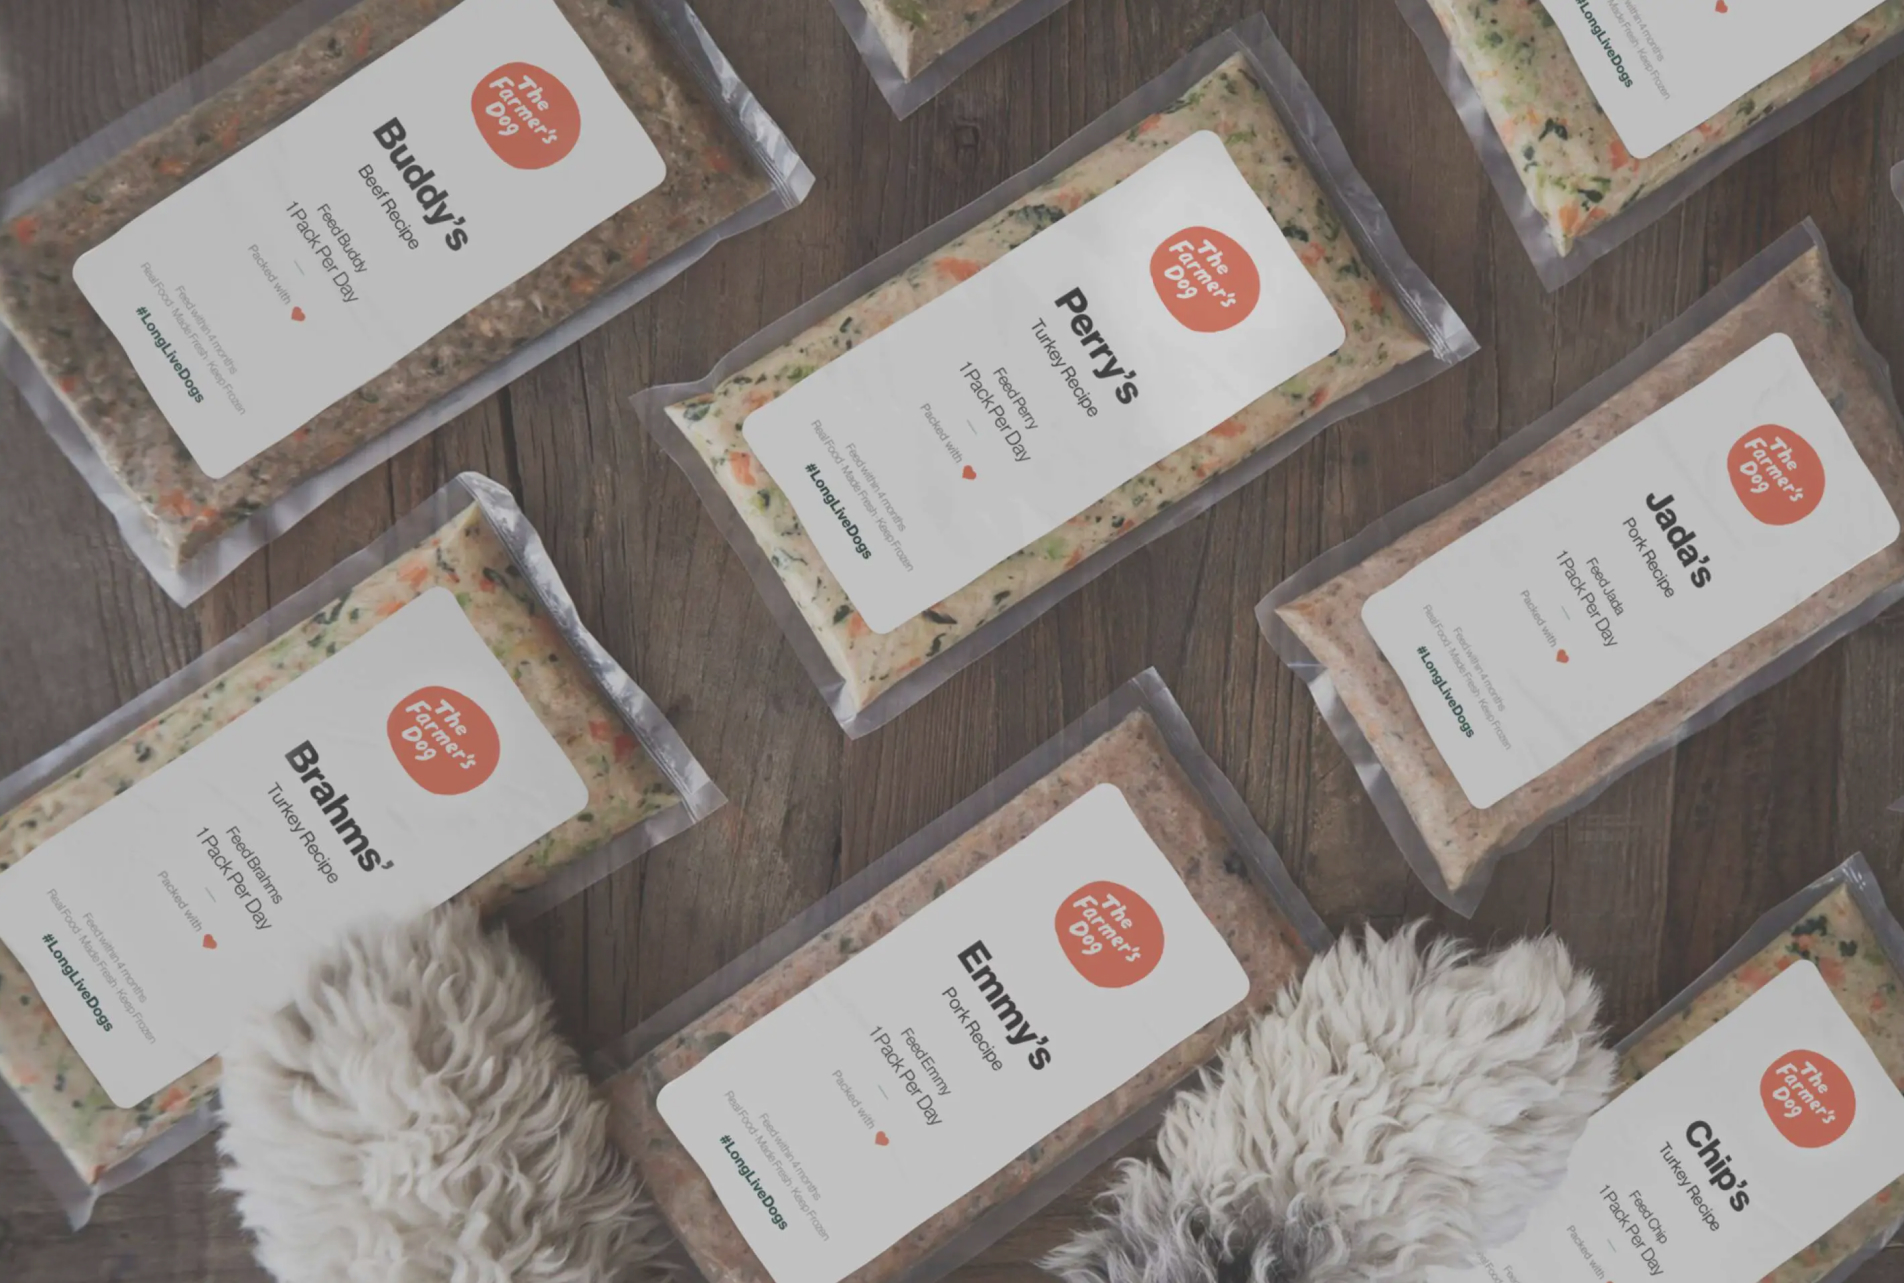 The
Farmer's
Dog
Buddy's
Beef Recipe
Feed Buddy
1 Pack Per Day
Packed with
Feed within 4 months
Real Food · Made Fresh · Keep Frozen
#LongLiveDogs
The
Farmer's
Dog
Perry's
Turkey Recipe
Feed Perry
1 Pack Per Day
Packed with
Feed within 4 months
Real Food · Made Fresh · Keep Frozen
#LongLiveDogs
within 4 months
Made Fresh · Keep Frozen
#LongLiveDogs
The
Farmer's
Dog
Jada's
Pork Recipe
Feed Jada
1 Pack Per Day
Packed with
Feed within 4 months
Real Food · Made Fresh · Keep Frozen
#LongLiveDogs
The
Farmer's
Dog
Brahms'
Turkey Recipe
Feed Brahms
1 Pack Per Day
Packed with
Feed within 4 months
Real Food · Made Fresh · Keep Frozen
#LongLiveDogs
The
Farmer's
Dog
Emmy's
Pork Recipe
Feed Emmy
1 Pack Per Day
Packed with
Feed within 4 months
Real Food · Made Fresh · Keep Frozen
#LongLiveDogs
The
Farmer's
Dog
Chip's
Turkey Recipe
Feed Chip
1 Pack Per Day
Packed with